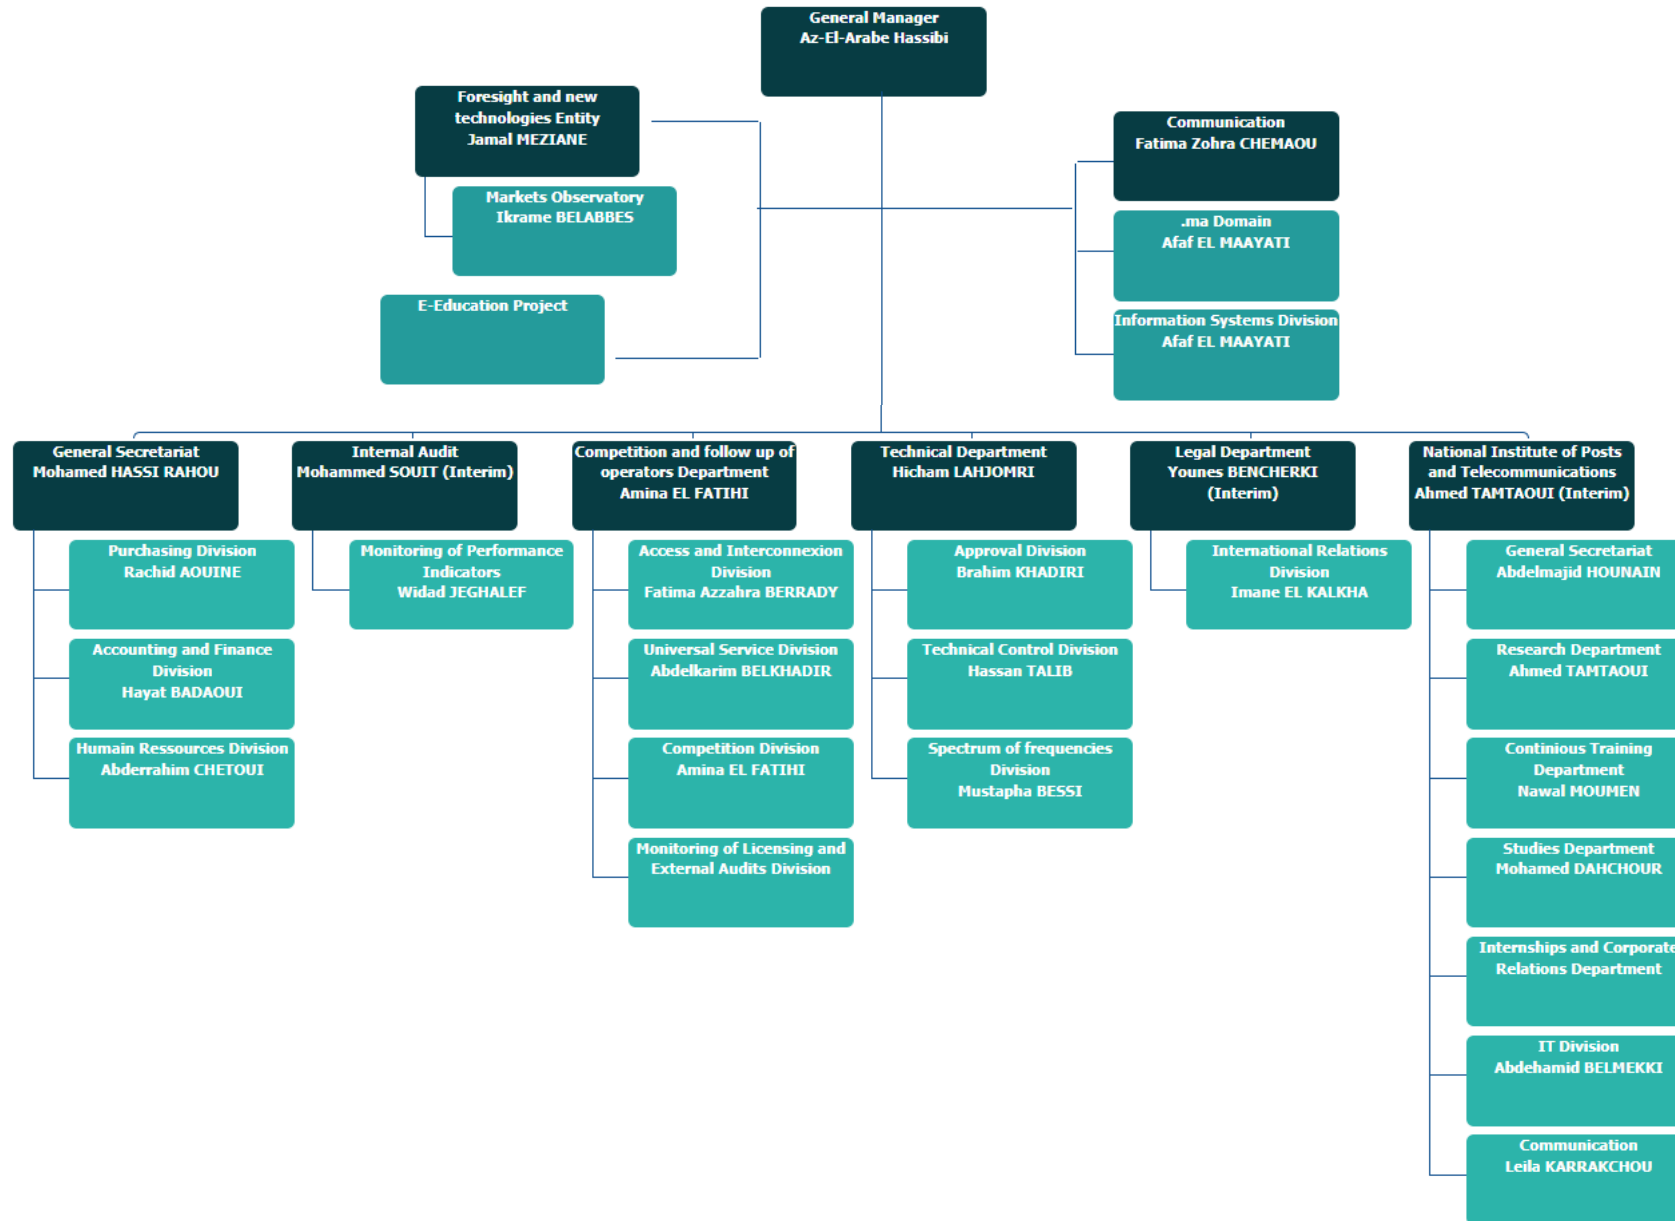 General Manager
Az-El-Arabe Hassibi
Foresight and new
technologies Entity
Jamal MEZIANE
Markets Observatory
Ikrame BELABBES
E-Education Project
Communication
Fatima Zohra CHEMAOU
.ma Domain
Afaf EL MAAYATI
Information Systems Division
Afaf EL MAAYATI
General Secretariat
Mohamed HASSI RAHOU
Purchasing Division
Rachid AOUINE
Accounting and Finance
Division
Hayat BADAOUI
Humain Ressources Division
Abderrahim CHETOUI
Internal Audit
Mohammed SOUIT (Interim)
Monitoring of Performance
Indicators
Widad JEGHALEF
Competition and follow up of
operators Department
Amina EL FATIHI
Access and Interconnexion
Division
Fatima Azzahra BERRADY
Universal Service Division
Abdelkarim BELKHADIR
Competition Division
Amina EL FATIHI
Monitoring of Licensing and
External Audits Division
Technical Department
Hicham LAHJOMRI
Approval Division
Brahim KHADIRI
Technical Control Division
Hassan TALIB
Spectrum of frequencies
Division
Mustapha BESSI
Legal Department
Younes BENCHERKI
(Interim)
International Relations
Division
Imane EL KALKHA
National Institute of Posts
and Telecommunications
Ahmed TAMTAOUI (Interim)
General Secretariat
Abdelmajid HOUNAIN
Research Department
Ahmed TAMTAOUI
Continious Training
Department
Nawal MOUMEN
Studies Department
Mohamed DAHCHOUR
Internships and Corporate
Relations Department
IT Division
Abdehamid BELMEKKI
Communication
Leila KARRAKCHOU